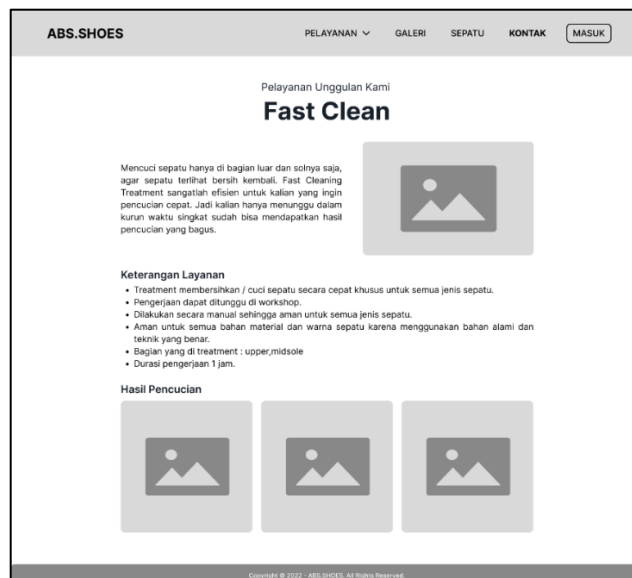 ABS.SHOES
PELAYANAN GALERI SEPATU KONTAK MASUK
Pelayanan Unggulan Kami
Fast Clean
Mencuci sepatu hanya di bagian luar dan solnya saja,
agar sepatu terlihat bersih kembali. Fast Cleaning
Treatment sangatlah efisien untuk kalian yang ingin
pencucian cepat. Jadi kalian hanya menunggu dalam
kurun waktu singkat sudah bisa mendapatkan hasil
pencucian yang bagus.
Keterangan Layanan
• Treatment membersihkan / cuci sepatu secara cepat khusus untuk semua jenis sepatu.
• Pengerjaan dapat ditunggu di workshop.
• Dilakukan secara manual sehingga aman untuk semua jenis sepatu.
• Aman untuk semua bahan material dan warna sepatu karena menggunakan bahan alami dan
teknik yang benar.
• Bagian yang di treatment : upper,midsole
• Durasi pengerjaan 1 jam.
Hasil Pencucian
Copyright © 2022 - ABS.SHOES. All Rights Reserved.